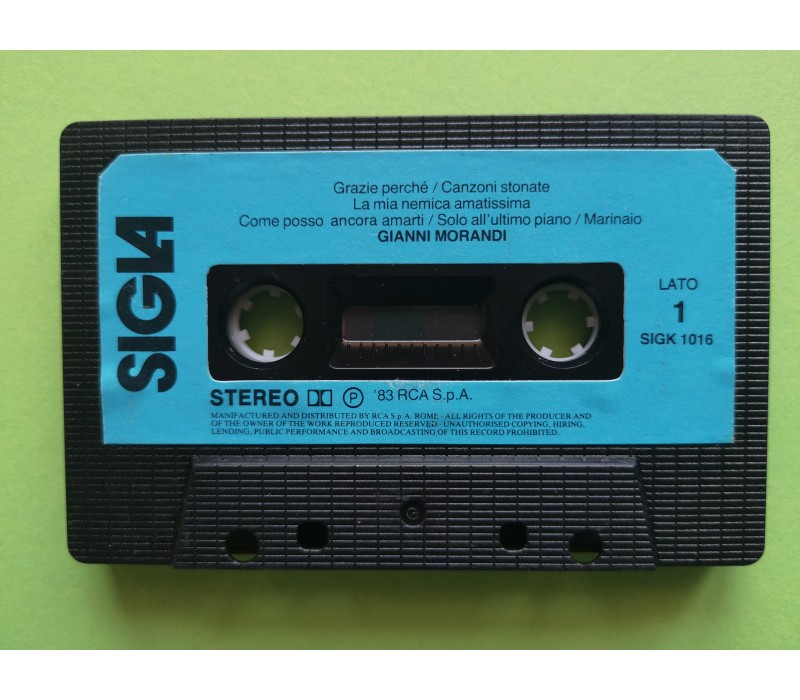 SIGLA
Grazie perché / Canzoni stonate
La mia nemica amatissima
Come posso ancora amarti / Solo all'ultimo piano / Marinaio
GIANNI MORANDI
LATO
1
SIGK 1016
STEREO Ⓟ '83 RCA S.p.A.
MANIFACTURED AND DISTRIBUTED BY RCA S.p.A. ROME - ALL RIGHTS OF THE PRODUCER AND
OF THE OWNER OF THE WORK REPRODUCED RESERVED - UNAUTHORISED COPYING, HIRING,
LENDING, PUBLIC PERFORMANCE AND BROADCASTING OF THIS RECORD PROHIBITED.